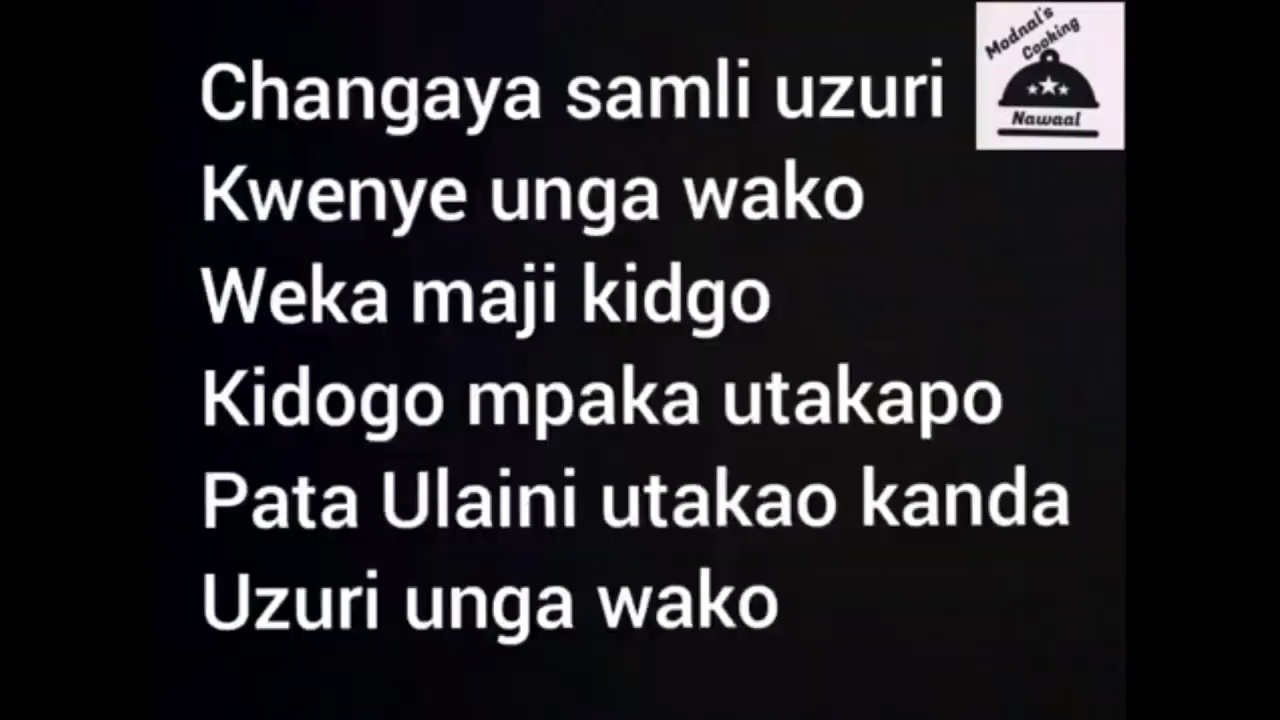 Changaya samli uzuri
Kwenye unga wako
Weka maji kidgo
Kidogo mpaka utakapo
Pata Ulaini utakao kanda
Uzuri unga wako
Modnal's
Cooking
Nawaal